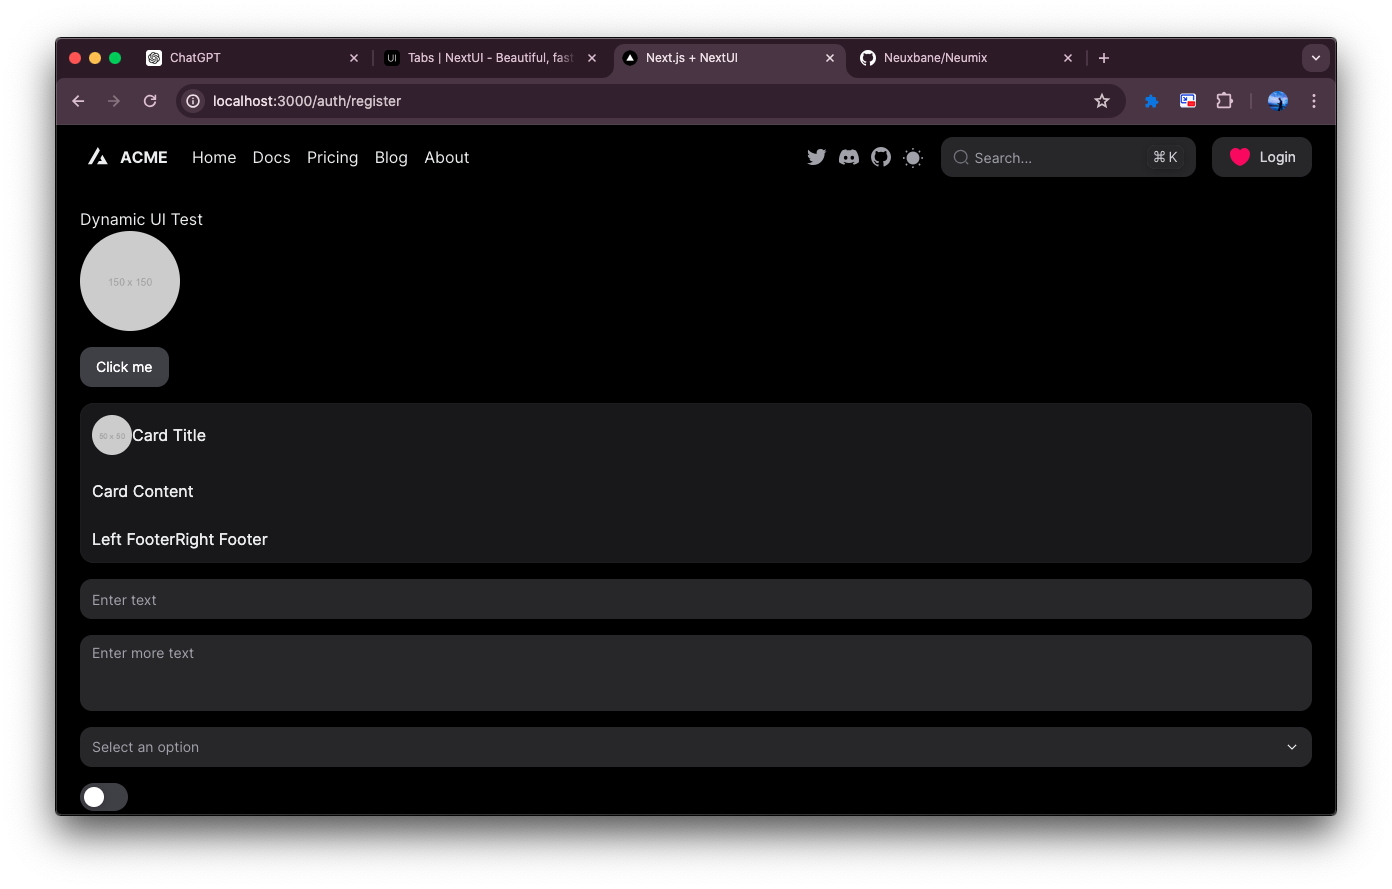 ChatGPT
UI Tabs | NextUI - Beautiful, fast
Next.js + NextUI
Neuxbane/Neumix
localhost:3000/auth/register
ACME Home Docs Pricing Blog About Search... ⌘K Login
Dynamic UI Test
150 x 150
Click me
50 x 50 Card Title
Card Content
Left FooterRight Footer
Enter text
Enter more text
Select an option